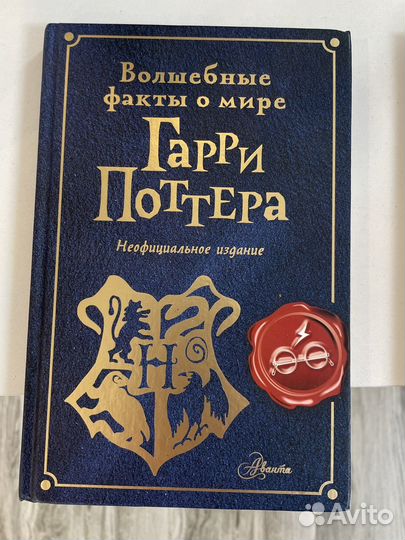 Волшебные
факты о мире
Гарри
Поттера
Неофициальное издание
H
Аванта
Avito